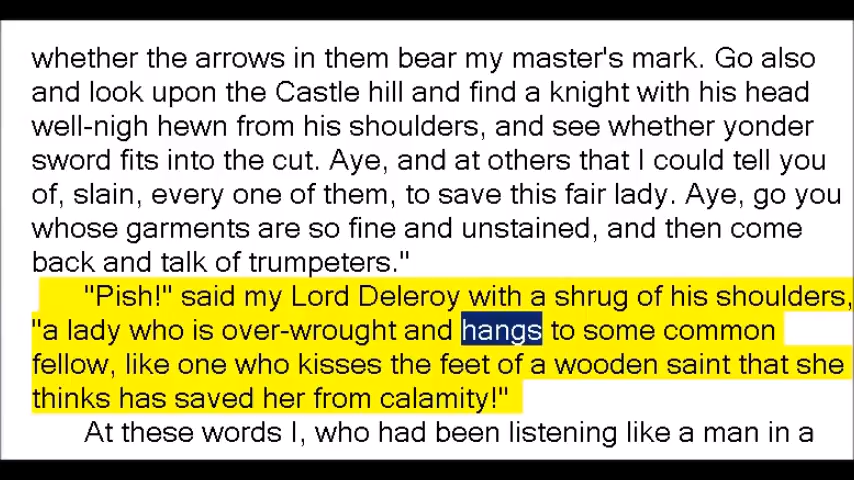 whether the arrows in them bear my master's mark. Go also
and look upon the Castle hill and find a knight with his head
well-nigh hewn from his shoulders, and see whether yonder
sword fits into the cut. Aye, and at others that I could tell you
of, slain, every one of them, to save this fair lady. Aye, go you
whose garments are so fine and unstained, and then come
back and talk of trumpeters."
"Pish!" said my Lord Deleroy with a shrug of his shoulders,
"a lady who is over-wrought and hangs to some common
fellow, like one who kisses the feet of a wooden saint that she
thinks has saved her from calamity!"
At these words I, who had been listening like a man in a